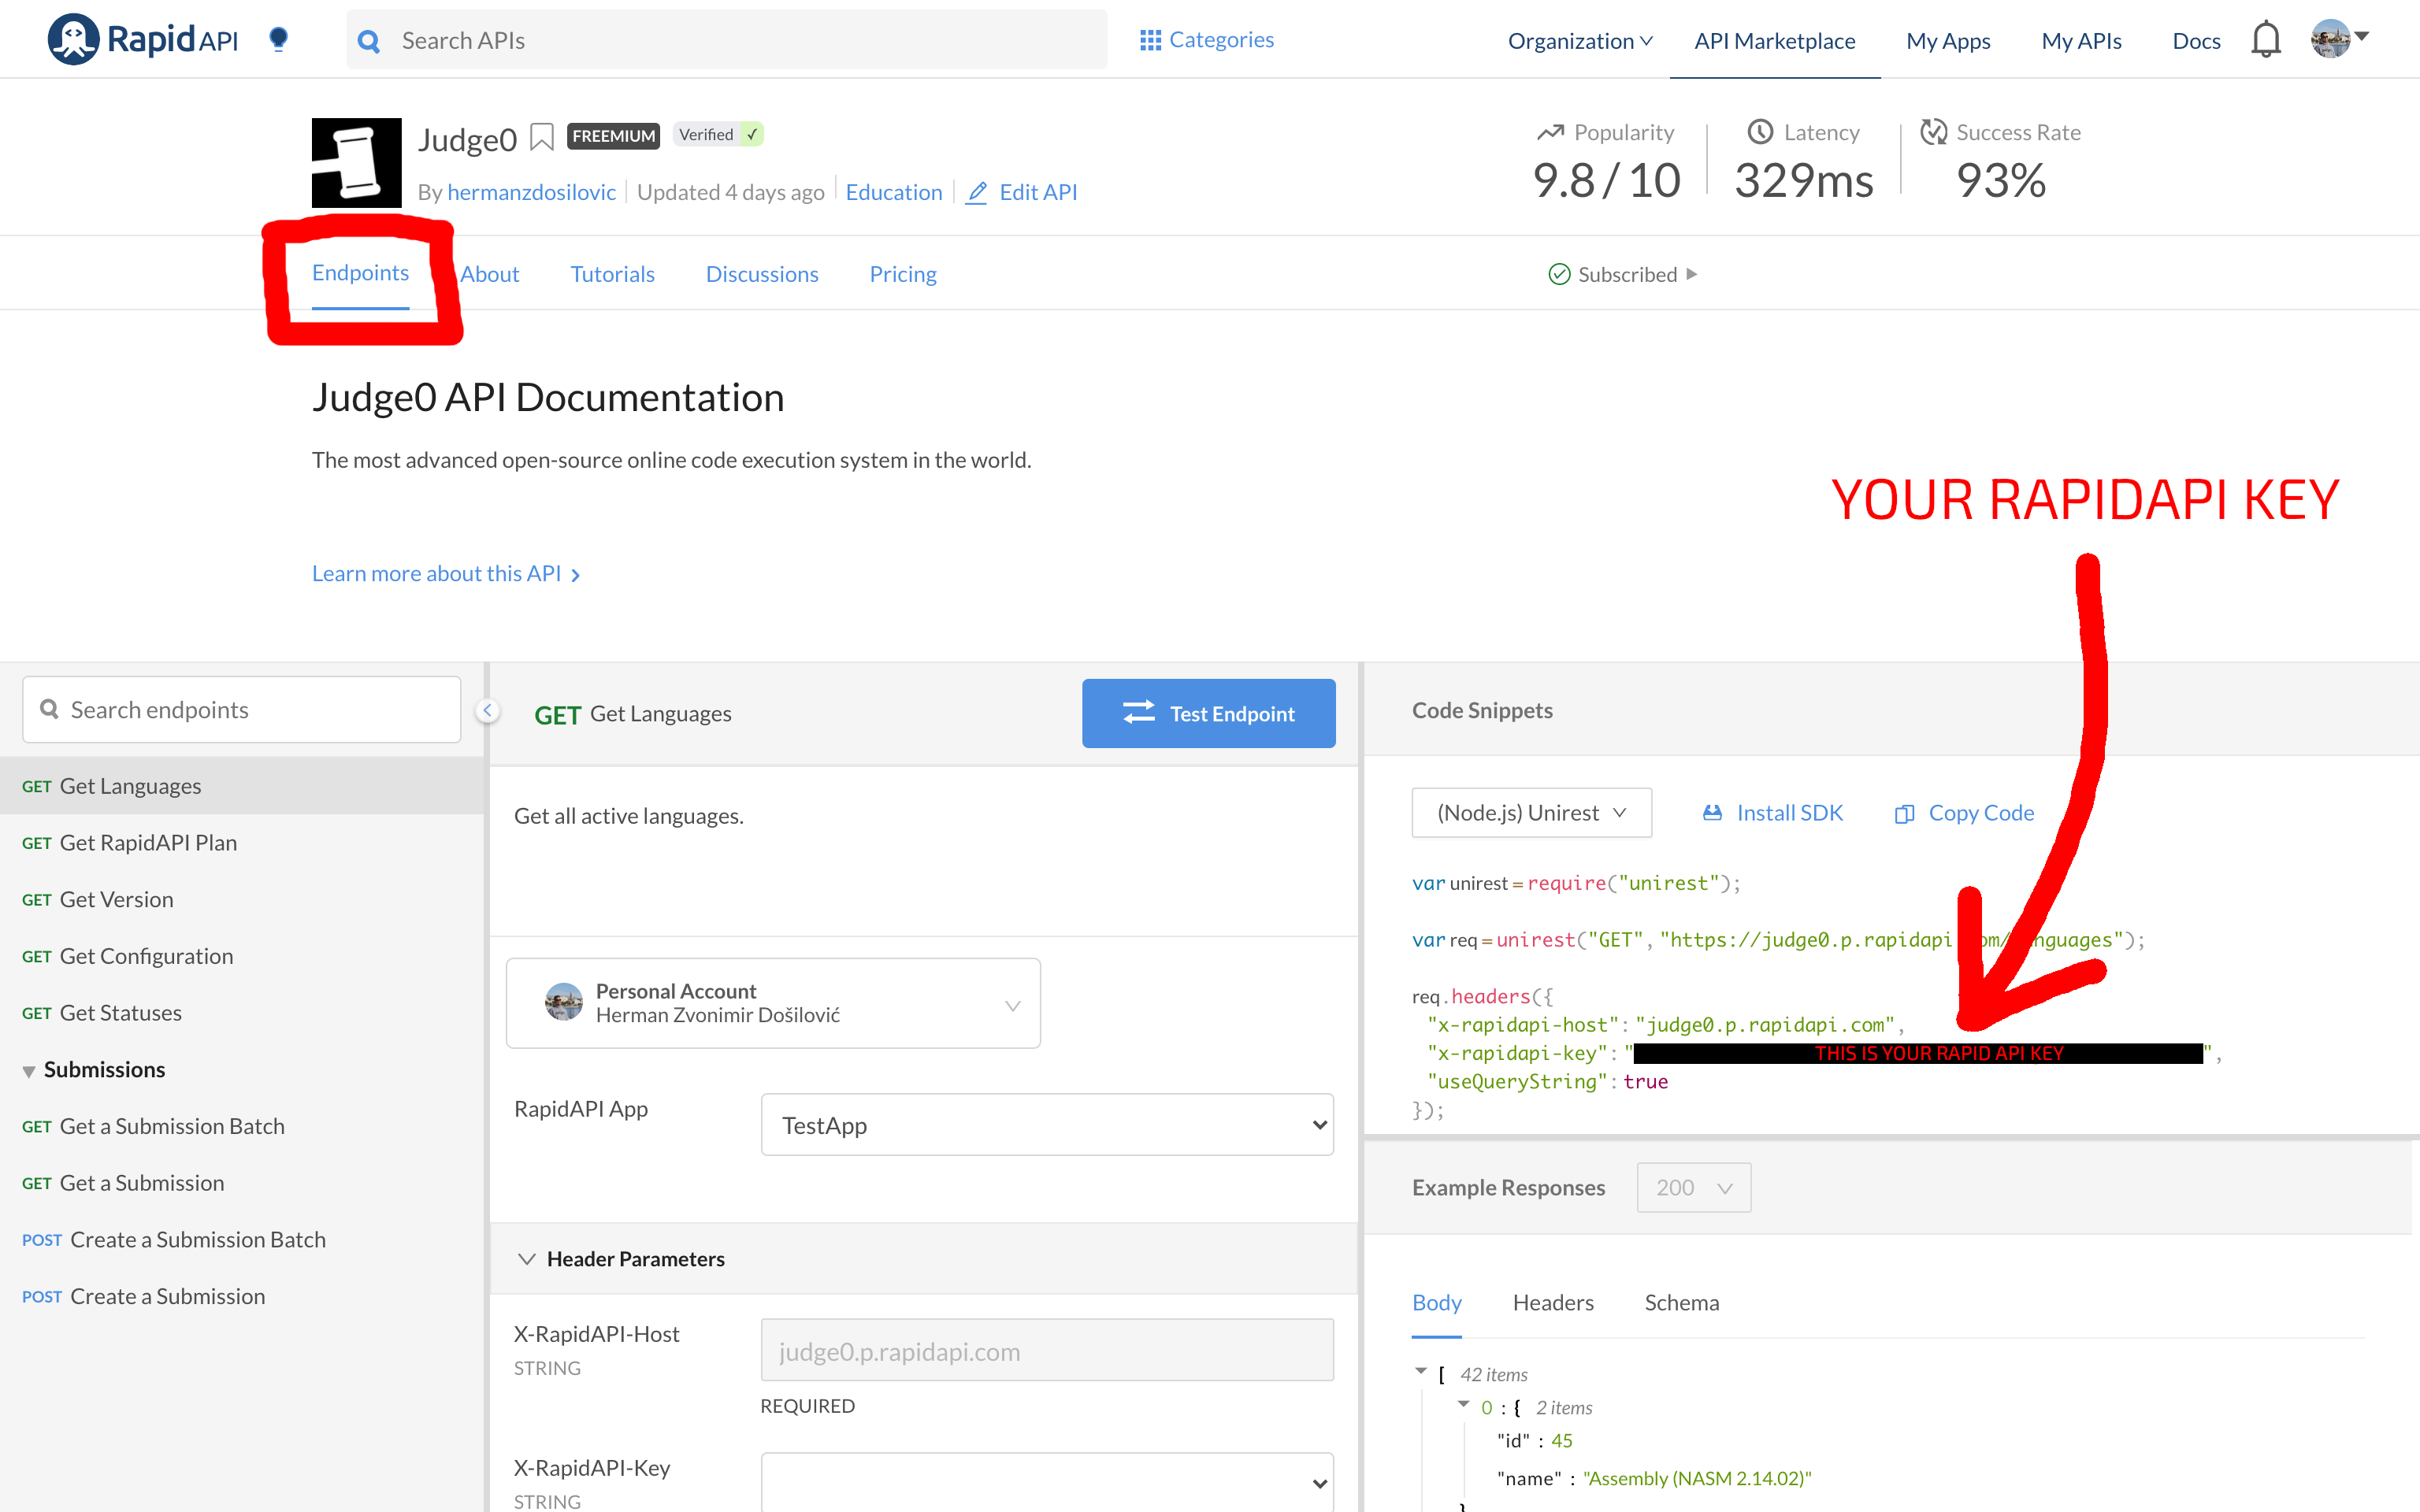 RapidAPI
Search APIs
Categories
Organization
API Marketplace
My Apps
My APIs
Docs
Judge0
FREEMIUM
Verified ✓
By hermanzdosilovic
Updated 4 days ago
Education
Edit API
Popularity
9.8 / 10
Latency
329ms
Success Rate
93%
Endpoints
About
Tutorials
Discussions
Pricing
Subscribed
Judge0 API Documentation
The most advanced open-source online code execution system in the world.
Learn more about this API
YOUR RAPIDAPI KEY
Search endpoints
GET Get Languages
GET Get RapidAPI Plan
GET Get Version
GET Get Configuration
GET Get Statuses
Submissions
GET Get a Submission Batch
GET Get a Submission
POST Create a Submission Batch
POST Create a Submission
GET Get Languages
Test Endpoint
Get all active languages.
Personal Account
Herman Zvonimir Došilović
RapidAPI App
TestApp
Header Parameters
X-RapidAPI-Host
STRING
judge0.p.rapidapi.com
REQUIRED
X-RapidAPI-Key
STRING
Code Snippets
(Node.js) Unirest
Install SDK
Copy Code
var unirest = require("unirest");
var req = unirest("GET", "https://judge0.p.rapidapi
req.headers({
"x-rapidapi-host": "judge0.p.rapidapi.com",
"x-rapidapi-key": "THIS IS YOUR RAPID API KEY",
"useQueryString": true
});
Example Responses
200
Body
Headers
Schema
[ 42 items
0 : { 2 items
"id" : 45
"name" : "Assembly (NASM 2.14.02)"
}